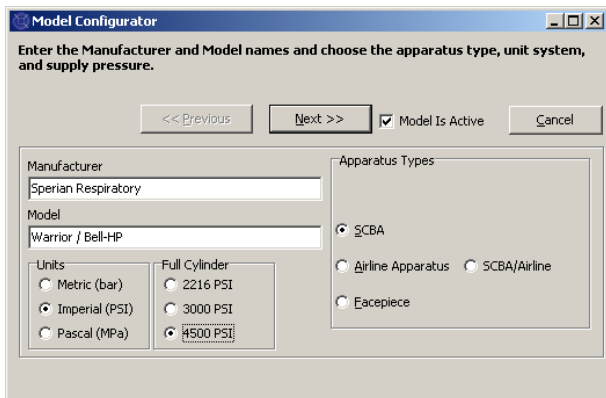 Model Configurator
Enter the Manufacturer and Model names and choose the apparatus type, unit system,
and supply pressure.
<< Previous
Next >>
Model Is Active
Cancel
Manufacturer
Sperian Respiratory
Model
Warrior / Bell-HP
Units
Metric (bar)
Imperial (PSI)
Pascal (MPa)
Full Cylinder
2216 PSI
3000 PSI
4500 PSI
Apparatus Types
SCBA
Airline Apparatus
SCBA/Airline
Facepiece